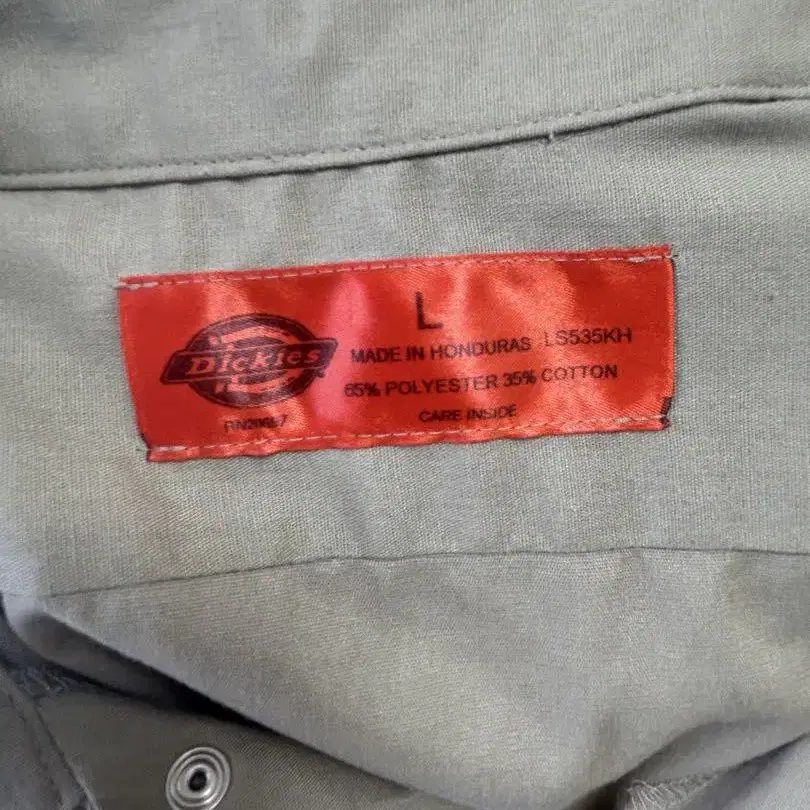 L
Dickies
MADE IN HONDURAS LS535KH
65% POLYESTER 35% COTTON
CARE INSIDE